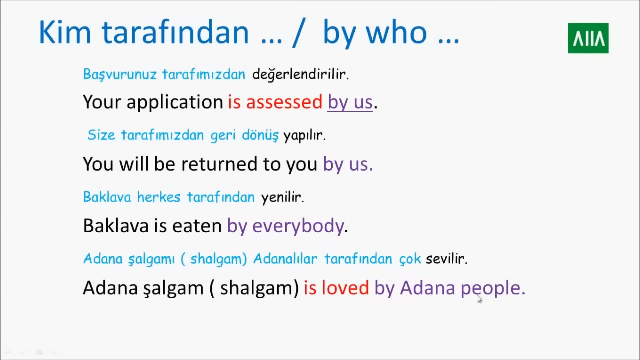 Kim tarafından ... / by who ...
AIIA
Başvurunuz tarafımızdan değerlendirilir.
Your application is assessed by us.
Size tarafımızdan geri dönüş yapılır.
You will be returned to you by us.
Baklava herkes tarafından yenilir.
Baklava is eaten by everybody.
Adana şalgamı ( shalgam) Adanalılar tarafından çok sevilir.
Adana şalgam ( shalgam) is loved by Adana people.